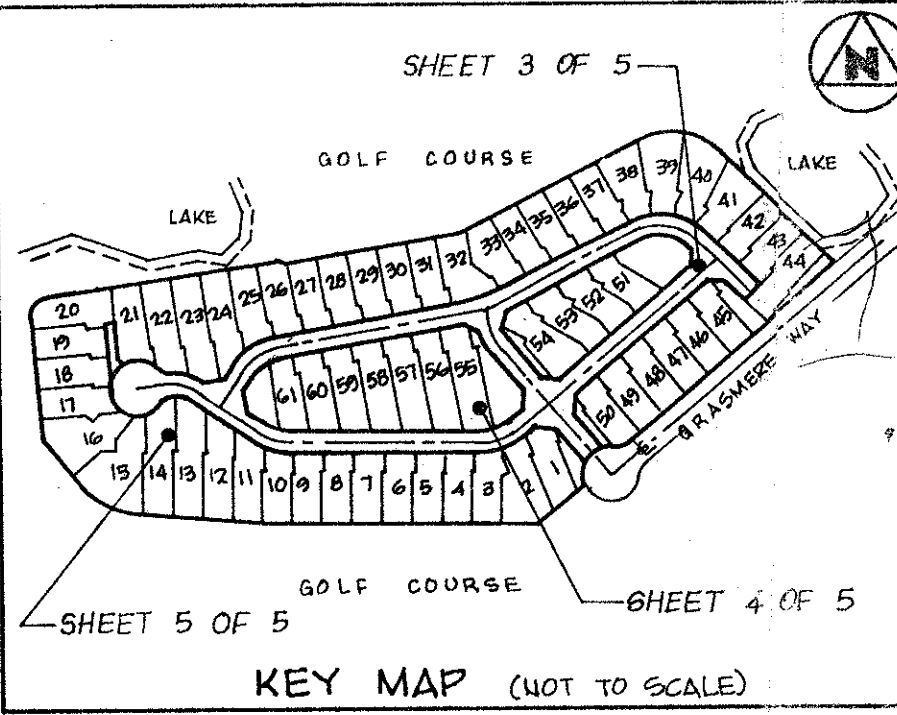 SHEET 3 OF 5
N
GOLF COURSE
LAKE
LAKE
20 21 22 23 24 25 26 27 28 29 30 31 32 33 34 35 36 37 38 39 40 41 42 43 44
19
18
17
16
61 60 59 58 57 56 55
54 53 52 51
50 49 48 47 46 45
15 14 13 12 11 10 9 8 7 6 5 4 3 2 1
GRASMERE WAY
GOLF COURSE
SHEET 5 OF 5
SHEET 4 OF 5
KEY MAP (NOT TO SCALE)